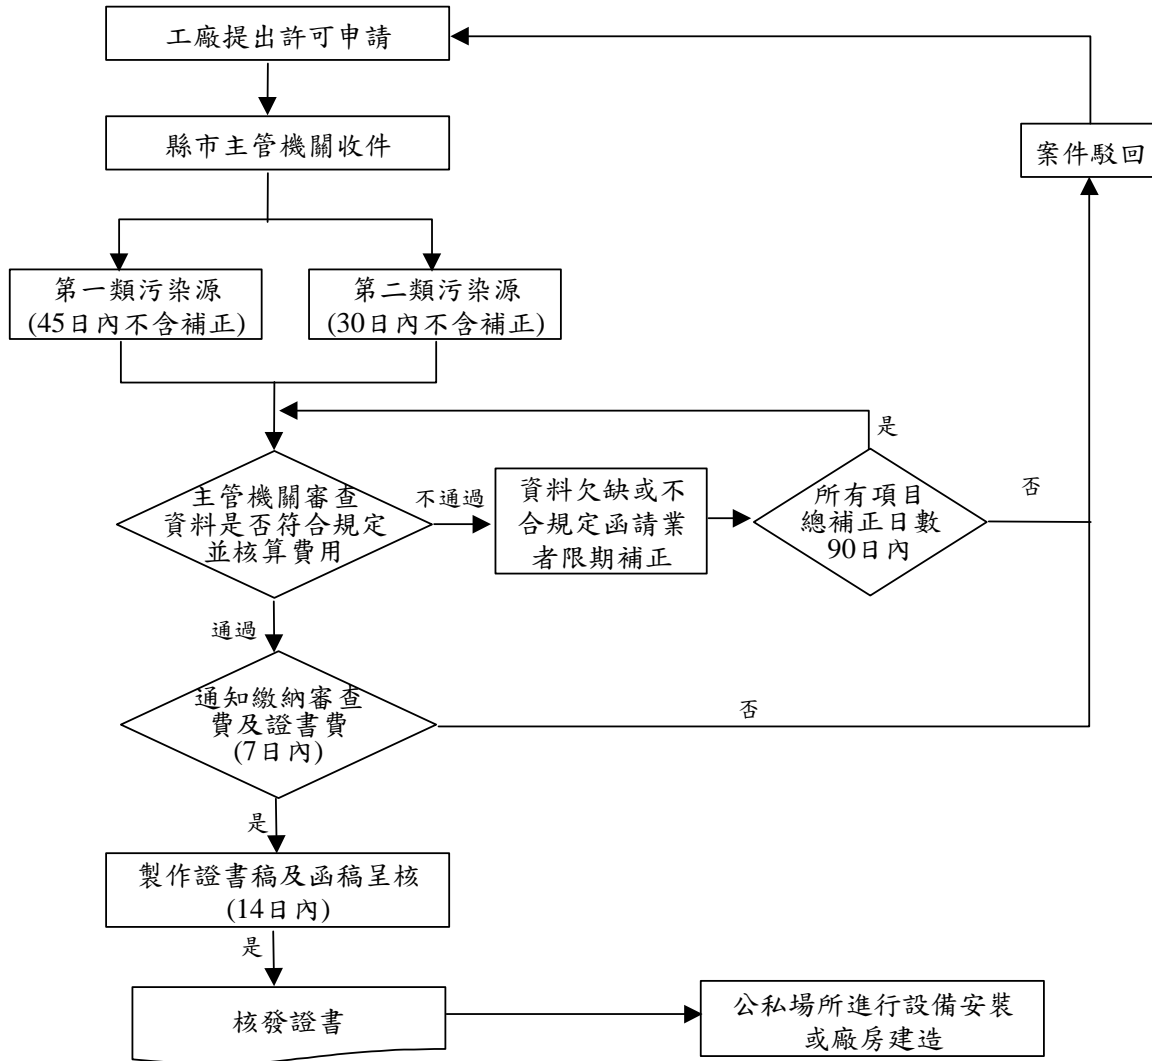 工廠提出許可申請
縣市主管機關收件
案件駁回
第一類污染源
(45日內不含補正)
第二類污染源
(30日內不含補正)
是
主管機關審查
資料是否符合規定
並核算費用
不通過
資料欠缺或不
合規定函請業
者限期補正
所有項目
總補正日數
90日內
否
通過
通知繳納審查
費及證書費
(7日內)
否
是
製作證書稿及函稿呈核
(14日內)
是
核發證書
公私場所進行設備安裝
或廠房建造